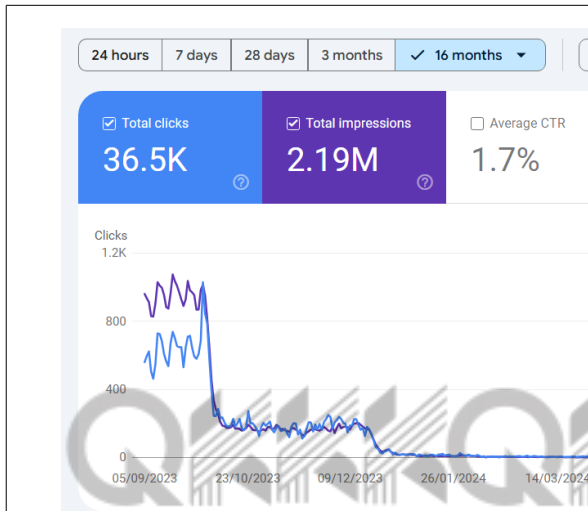 24 hours 7 days 28 days 3 months 16 months
Total clicks Total impressions Average CTR
36.5K 2.19M 1.7%
Clicks
1.2K
800
400
0
05/09/2023 23/10/2023 09/12/2023 26/01/2024 14/03/2024